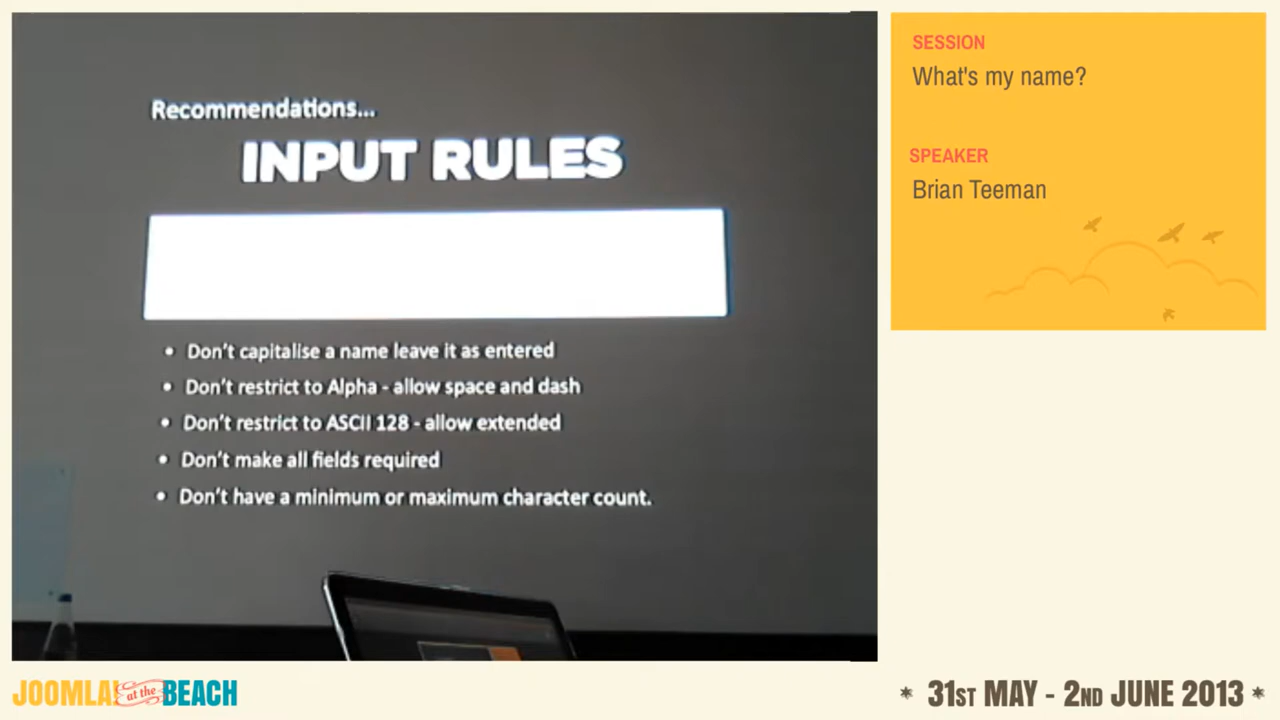 Recommendations...
INPUT RULES
• Don't capitalise a name leave it as entered
• Don't restrict to Alpha - allow space and dash
• Don't restrict to ASCII 128 - allow extended
• Don't make all fields required
• Don't have a minimum or maximum character count.
SESSION
What's my name?
SPEAKER
Brian Teeman
JOOMLA! at the BEACH
* 31ST MAY - 2ND JUNE 2013 *